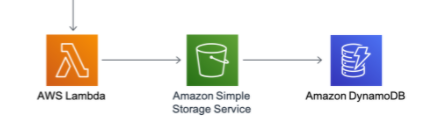 AWS Lambda
Amazon Simple
Storage Service
Amazon DynamoDB